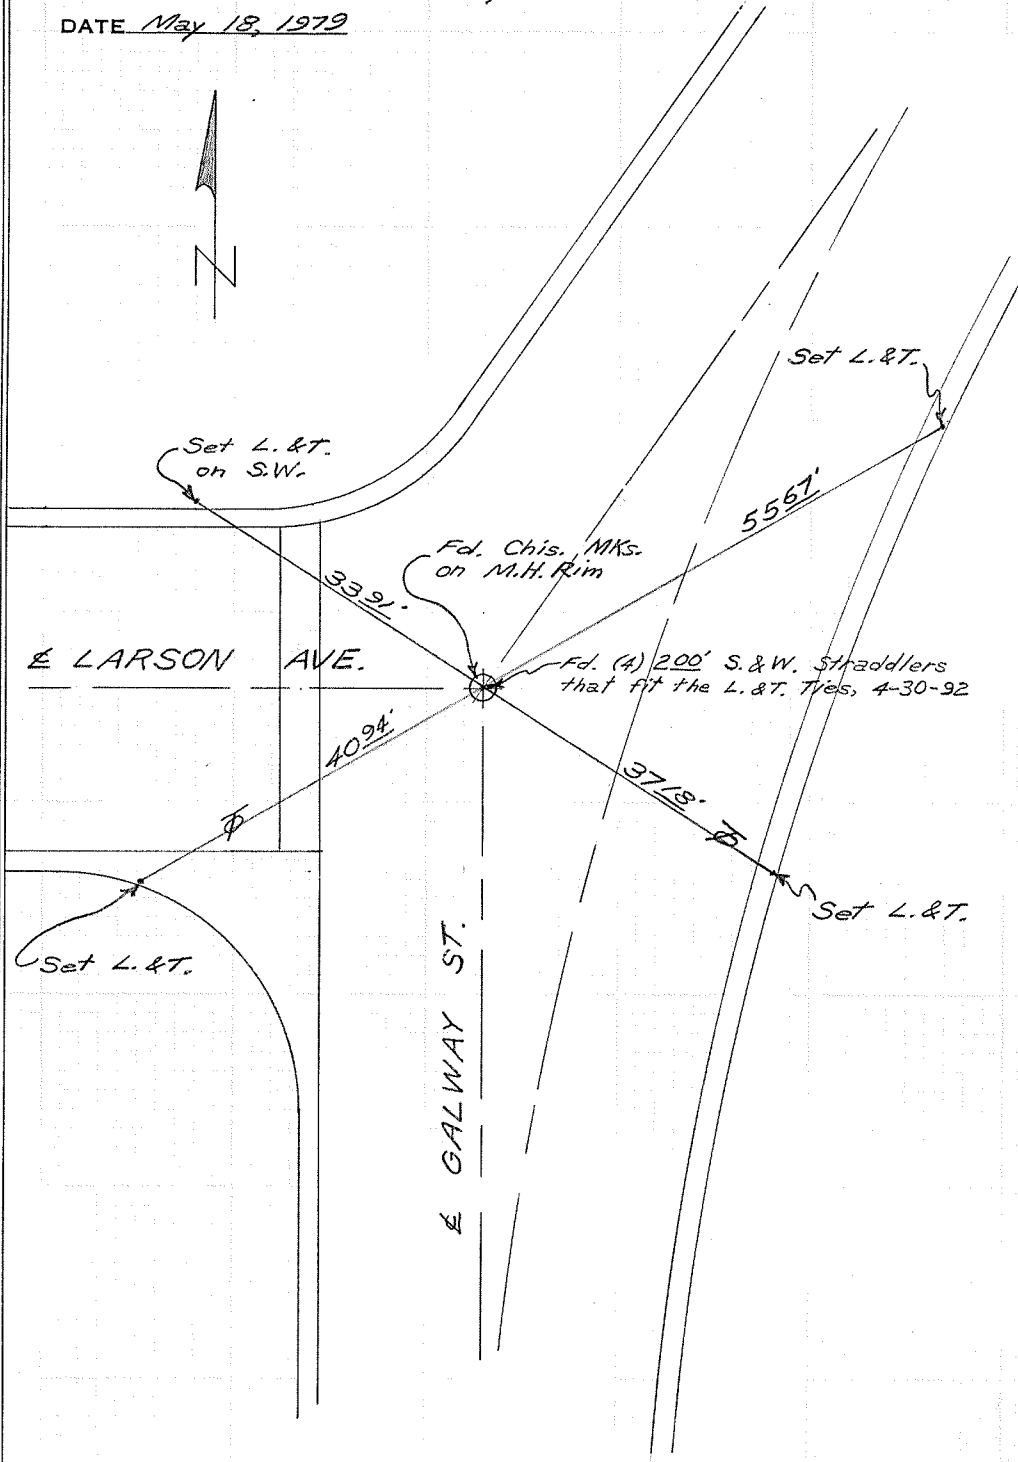 DATE May 18, 1979
N
Set L.&T.
Set L.&T.
on S.W.
55 67'
Fd. Chis. MKs.
on M.H. Rim
33 91'
℄ LARSON AVE.
Fd. (4) 2.00' S.&W. Straddlers
that fit the L.&T. Ties, 4-30-92
40 94'
37 18'
Set L.&T.
Set L.&T.
℄ GALWAY ST.